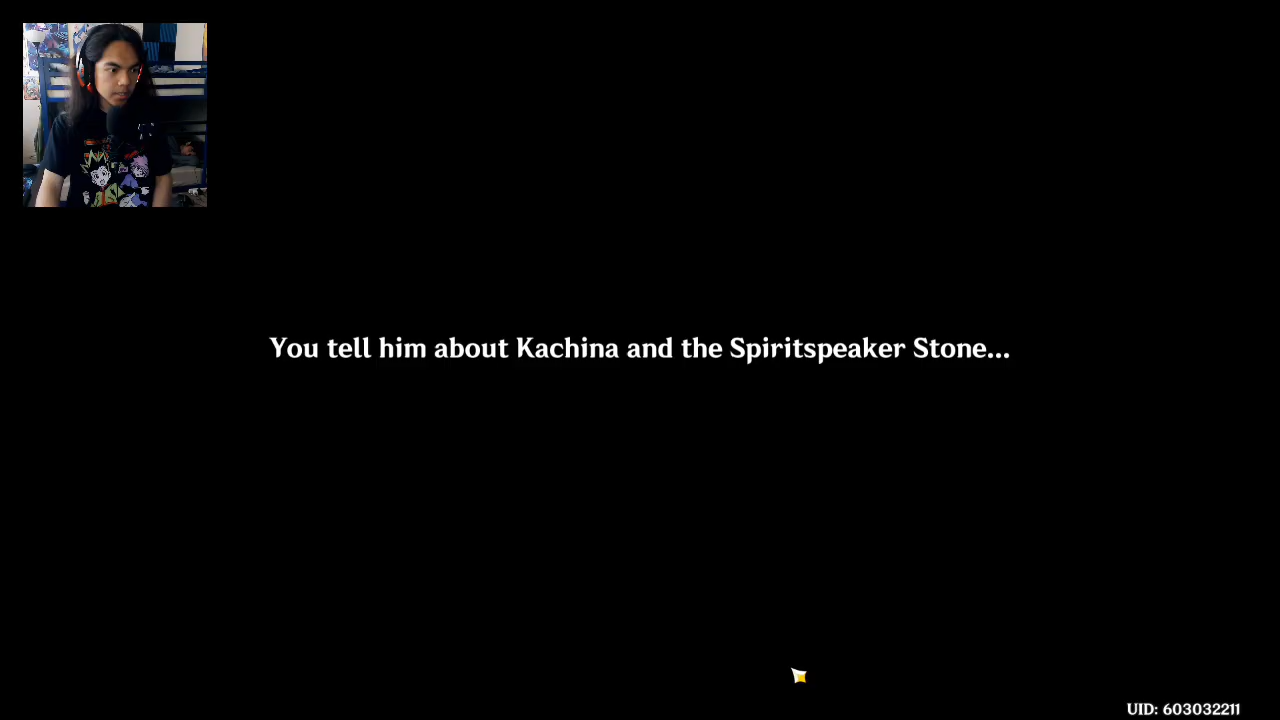 You tell him about Kachina and the Spiritspeaker Stone...
UID: 603032211